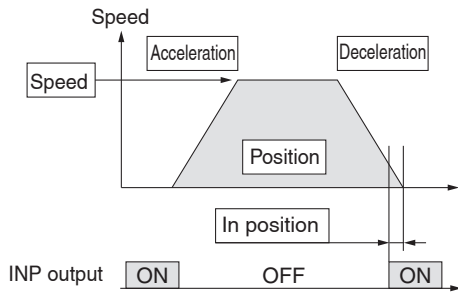 Speed
Acceleration
Deceleration
Speed
Position
In position
INP output
ON
OFF
ON